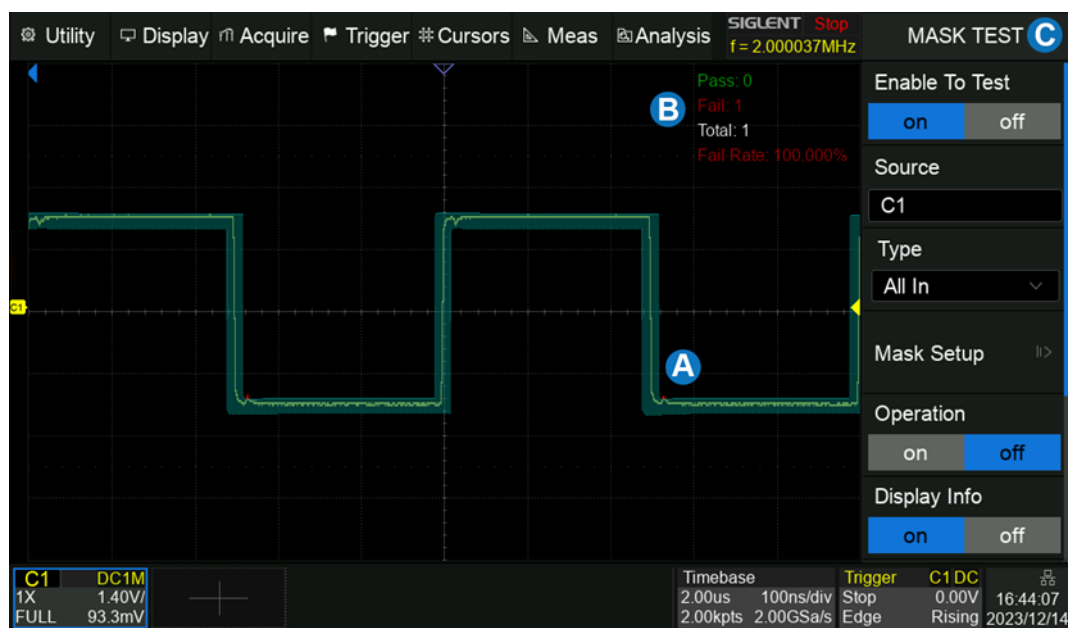 Utility Display Acquire Trigger Cursors Meas Analysis
SIGLENT Stop
f = 2.000037MHz
MASK TEST C
Pass: 0
B
Fail: 1
Total: 1
Fail Rate: 100.000%
C1
A
Enable To Test
on off
Source
C1
Type
All In
Mask Setup
Operation
on off
Display Info
on off
C1 DC1M
1X 1.40V/
FULL 93.3mV
Timebase
2.00us 100ns/div
2.00kpts 2.00GSa/s
Trigger C1 DC
Stop 0.00V
Edge Rising
16:44:07
2023/12/14